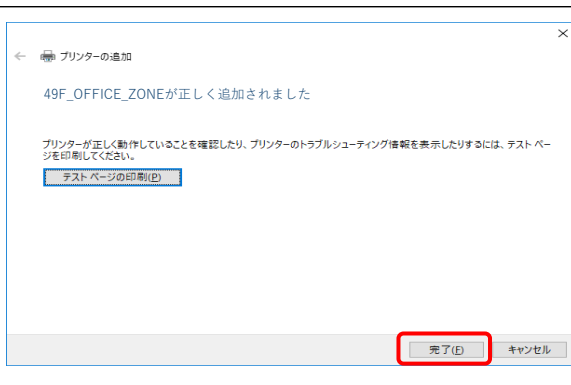 プリンターの追加
49F_OFFICE_ZONEが正しく追加されました
プリンターが正しく動作していることを確認したり、プリンターのトラブルシューティング情報を表示したりするには、テスト ペー
ジを印刷してください。
テスト ページの印刷(P)
完了(F) キャンセル